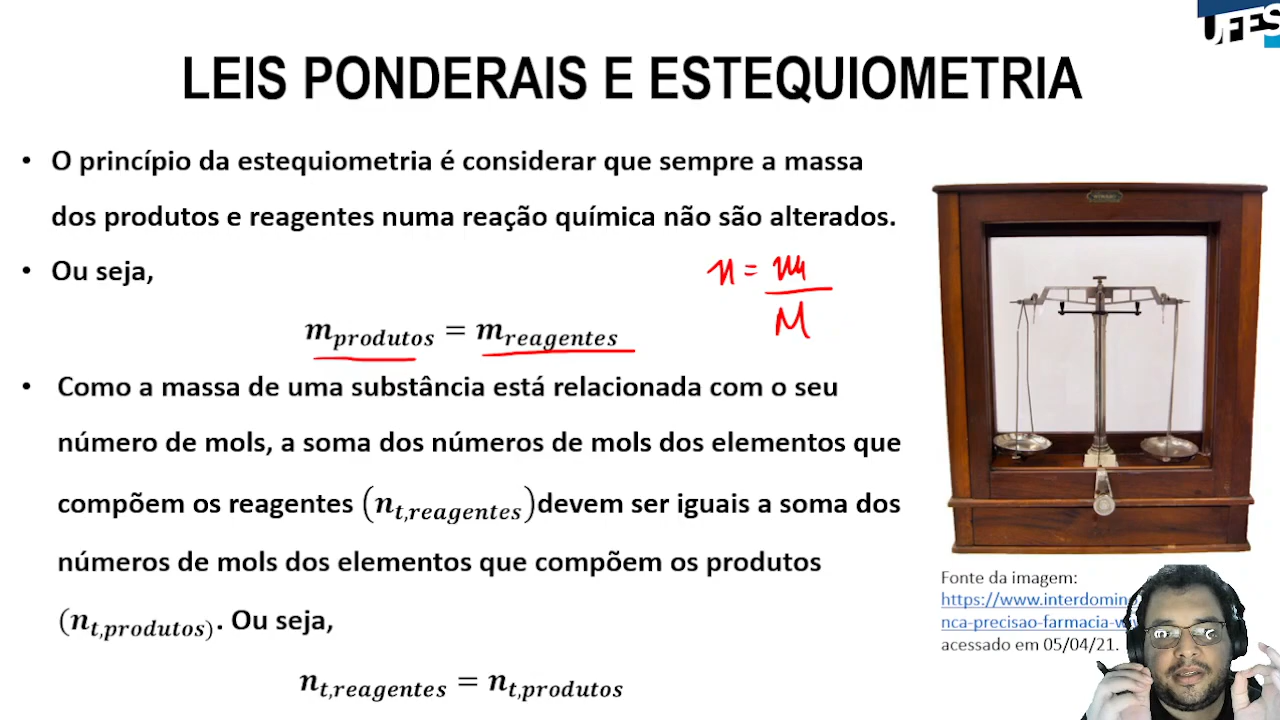 UFES
LEIS PONDERAIS E ESTEQUIOMETRIA
• O princípio da estequiometria é considerar que sempre a massa
dos produtos e reagentes numa reação química não são alterados.
• Ou seja,
n = m
M
m_produtos = m_reagentes
• Como a massa de uma substância está relacionada com o seu
número de mols, a soma dos números de mols dos elementos que
compõem os reagentes (n_t,reagentes) devem ser iguais a soma dos
números de mols dos elementos que compõem os produtos
(n_t,produtos). Ou seja,
n_t,reagentes = n_t,produtos
Fonte da imagem:
https://www.interdomin
nca-precisao-farmacia-
acessado em 05/04/21.